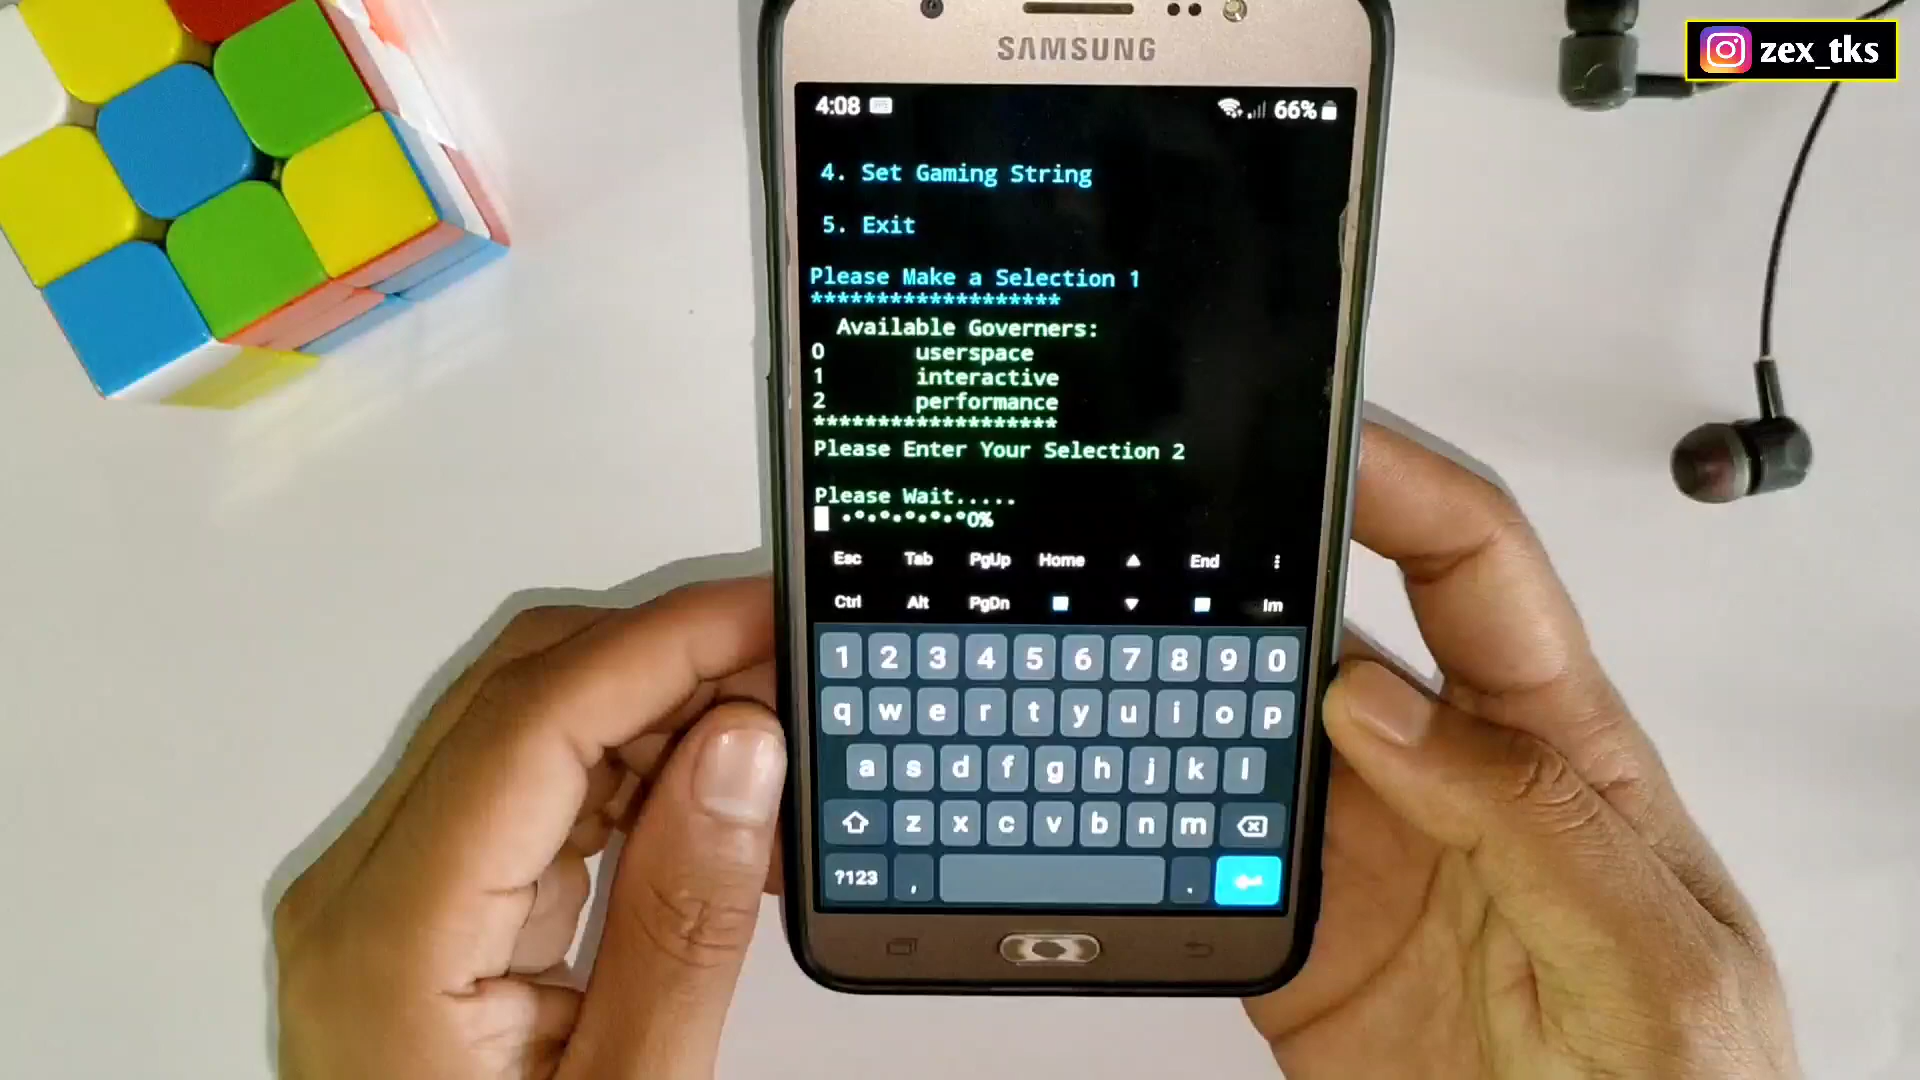 zex_tks
SAMSUNG
4:08 66%
4. Set Gaming String
5. Exit
Please Make a Selection 1
*******************
Available Governers:
0 userspace
1 interactive
2 performance
*******************
Please Enter Your Selection 2
Please Wait.....
•°•°•°•°•°•°0%
Esc Tab PgUp Home ▲ End ⋮
Ctrl Alt PgDn ■ ▼ ■ Im
1 2 3 4 5 6 7 8 9 0
q w e r t y u i o p
a s d f g h j k l
z x c v b n m
?123 , .